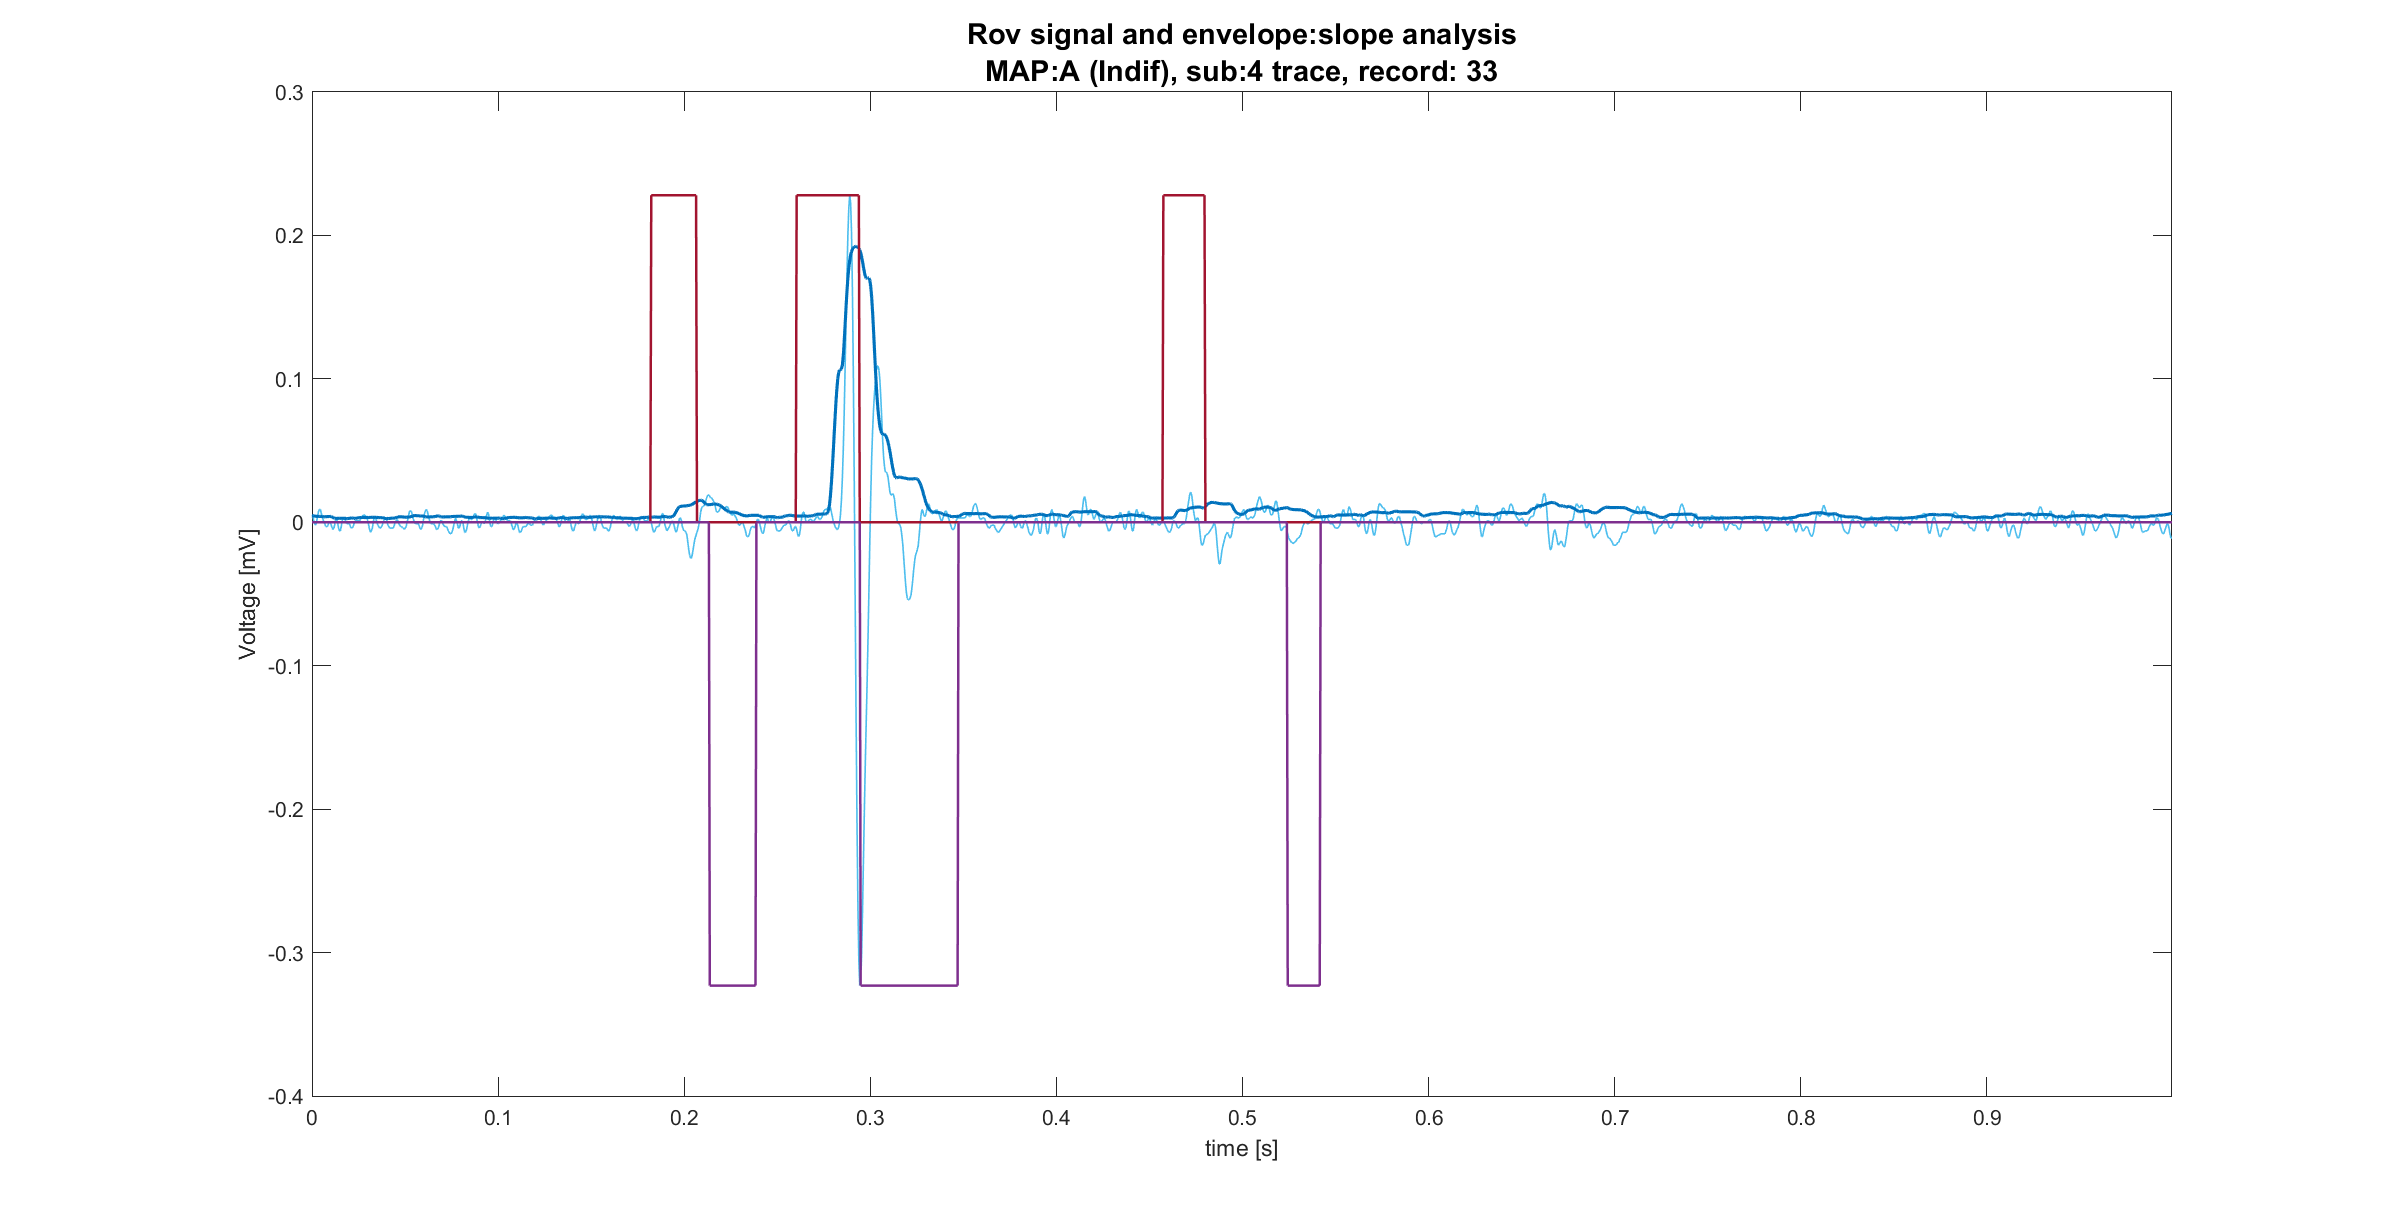 Rov signal and envelope:slope analysis
MAP:A (Indif), sub:4 trace, record: 33
0.3
0.2
0.1
0
-0.1
-0.2
-0.3
-0.4
Voltage [mV]
0 0.1 0.2 0.3 0.4 0.5 0.6 0.7 0.8 0.9
time [s]